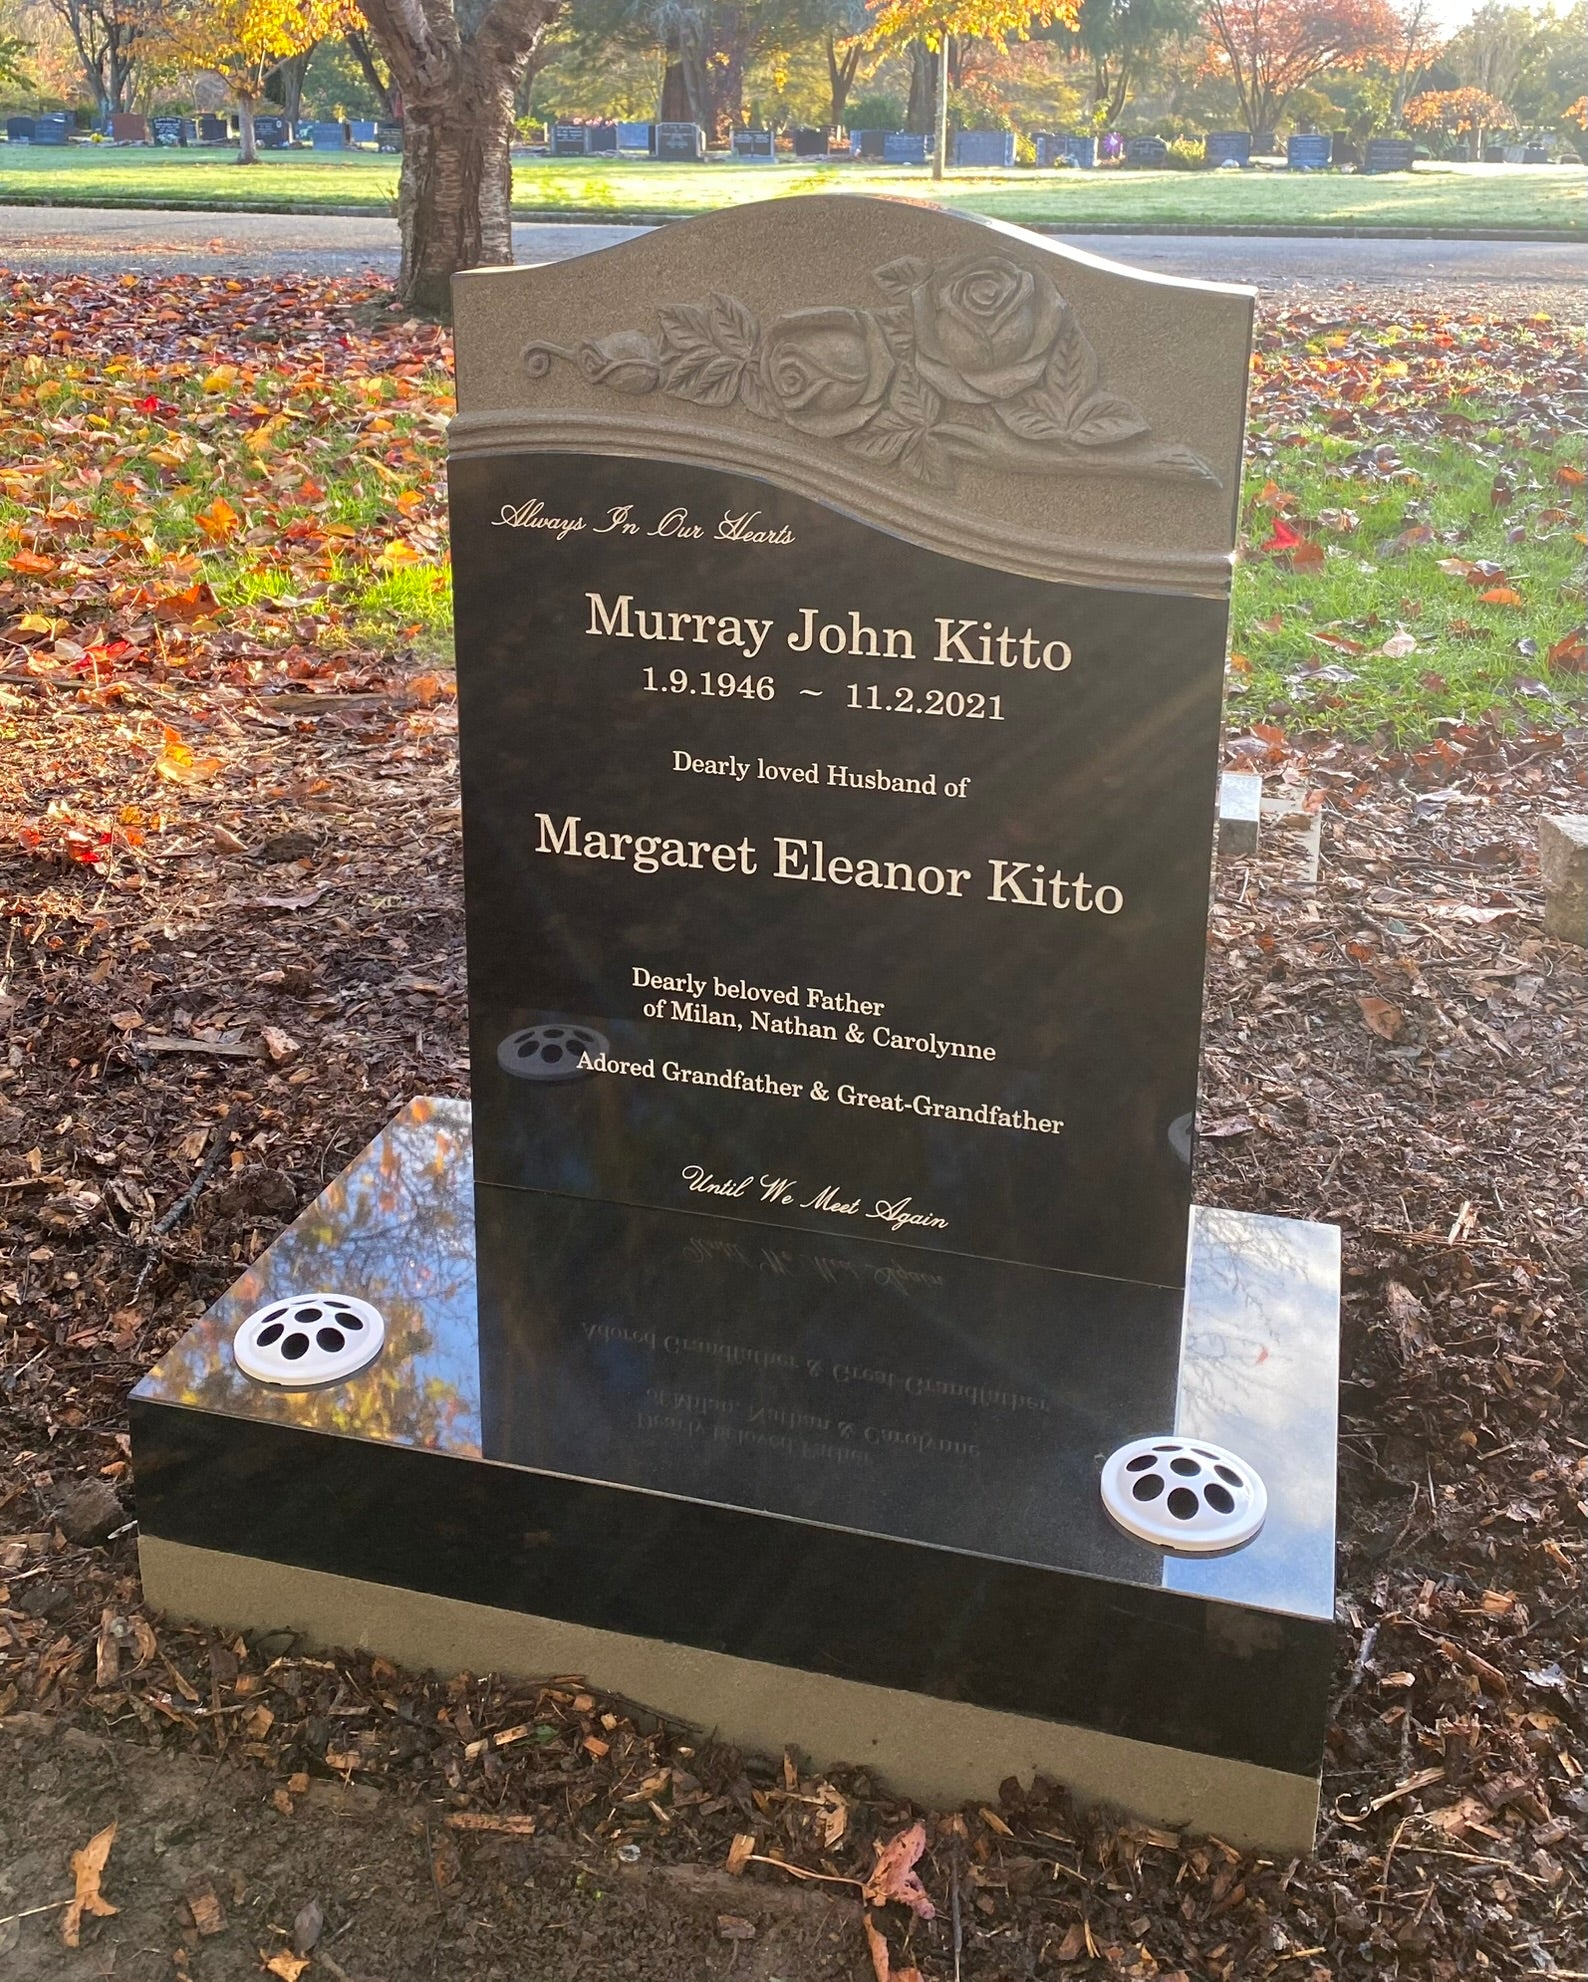 Always In Our Hearts
Murray John Kitto
1.9.1946 ~ 11.2.2021
Dearly loved Husband of
Margaret Eleanor Kitto
Dearly beloved Father
of Milan, Nathan & Carolynne
Adored Grandfather & Great-Grandfather
Until We Meet Again